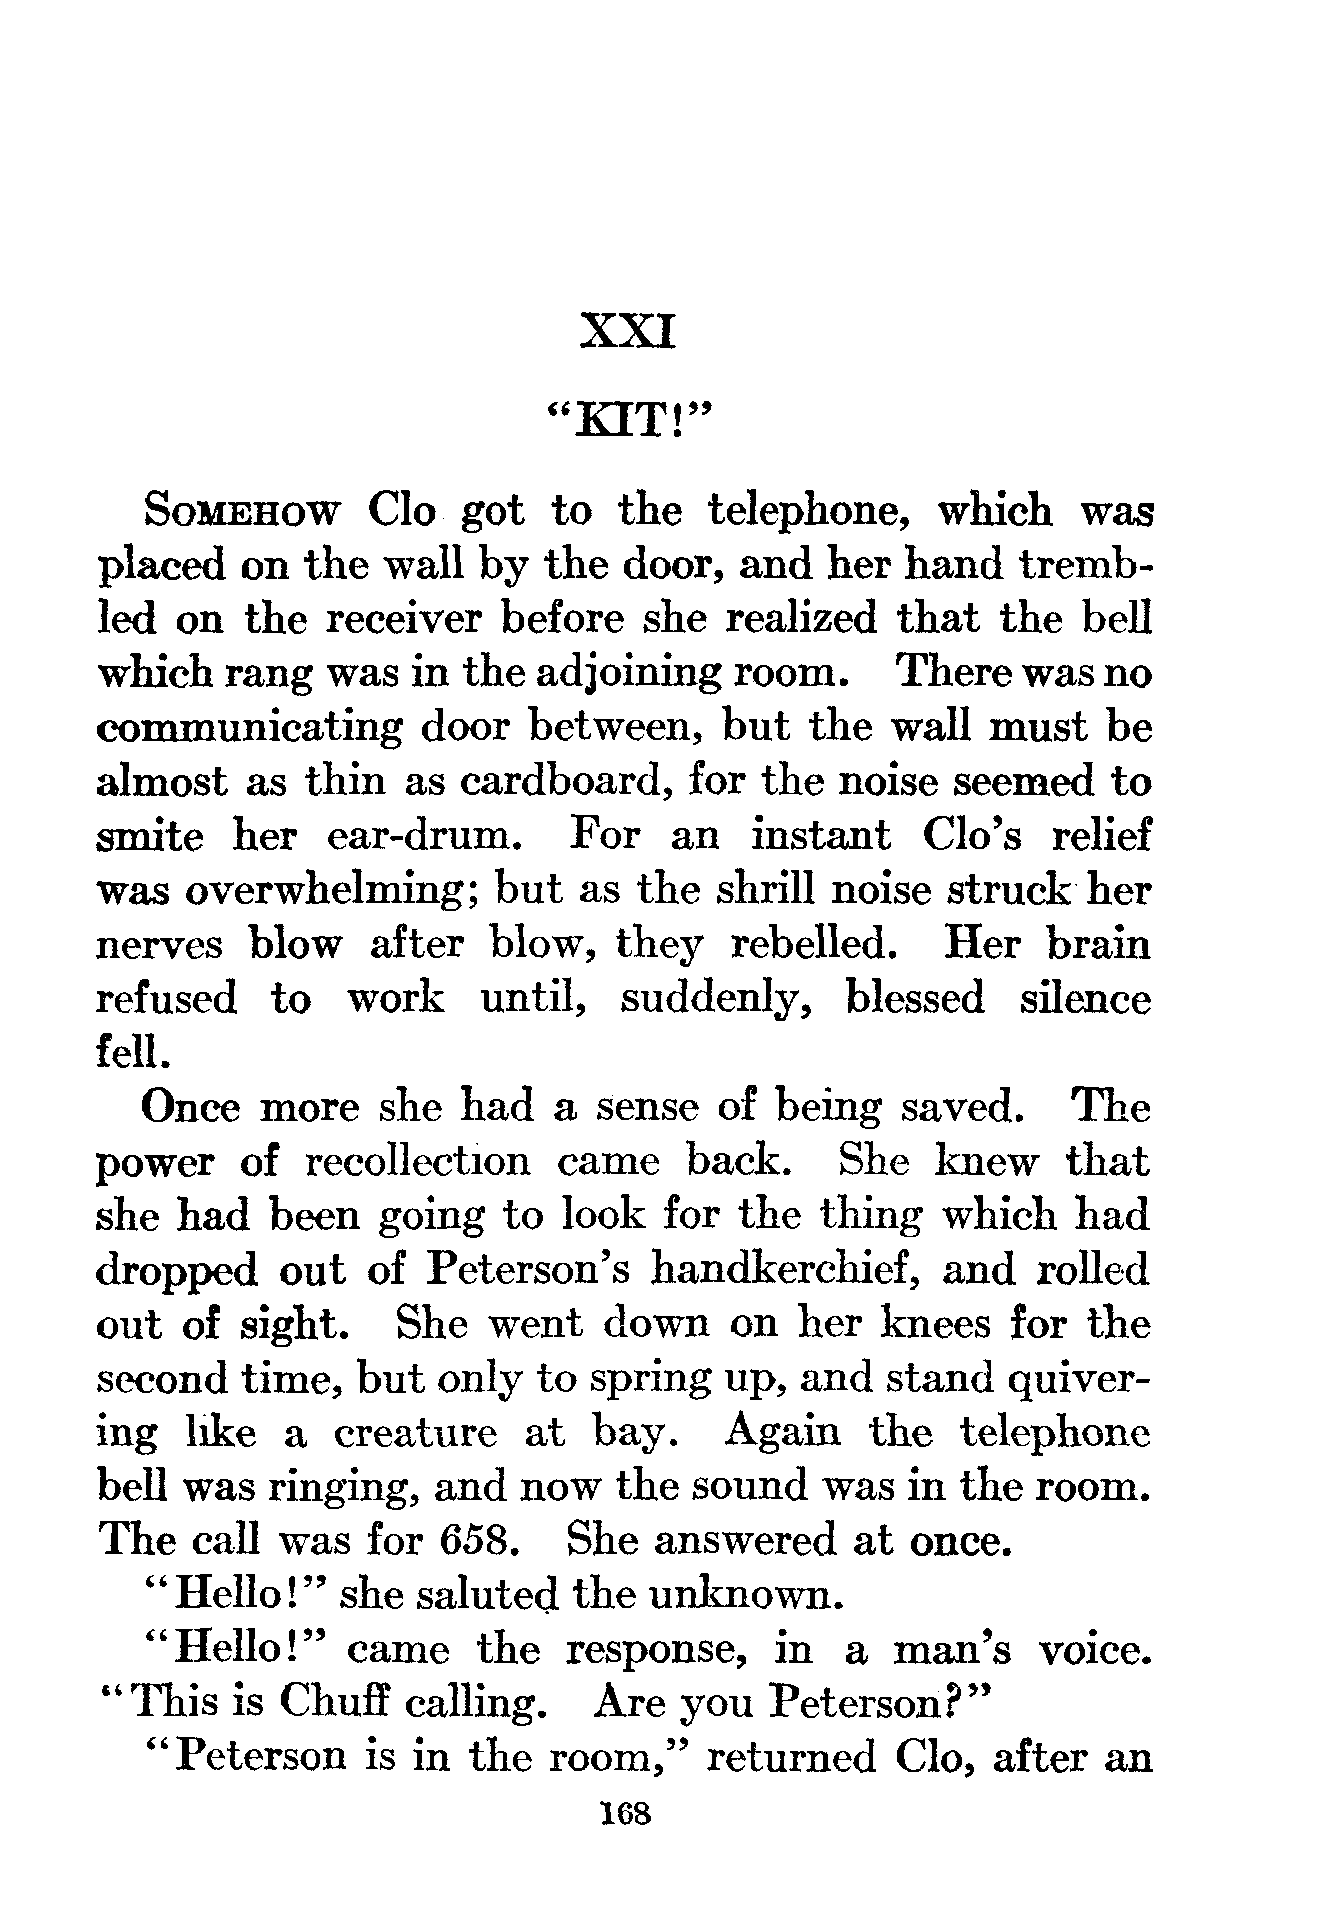 XXI
“KIT!”
Somehow Clo got to the telephone, which was
placed on the wall by the door, and her hand tremb-
led on the receiver before she realized that the bell
which rang was in the adjoining room. There was no
communicating door between, but the wall must be
almost as thin as cardboard, for the noise seemed to
smite her ear-drum. For an instant Clo’s relief
was overwhelming; but as the shrill noise struck her
nerves blow after blow, they rebelled. Her brain
refused to work until, suddenly, blessed silence
fell.
Once more she had a sense of being saved. The
power of recollection came back. She knew that
she had been going to look for the thing which had
dropped out of Peterson’s handkerchief, and rolled
out of sight. She went down on her knees for the
second time, but only to spring up, and stand quiver-
ing like a creature at bay. Again the telephone
bell was ringing, and now the sound was in the room.
The call was for 658. She answered at once.
“Hello!” she saluted the unknown.
“Hello!” came the response, in a man’s voice.
“This is Chuff calling. Are you Peterson?”
“Peterson is in the room,” returned Clo, after an
168